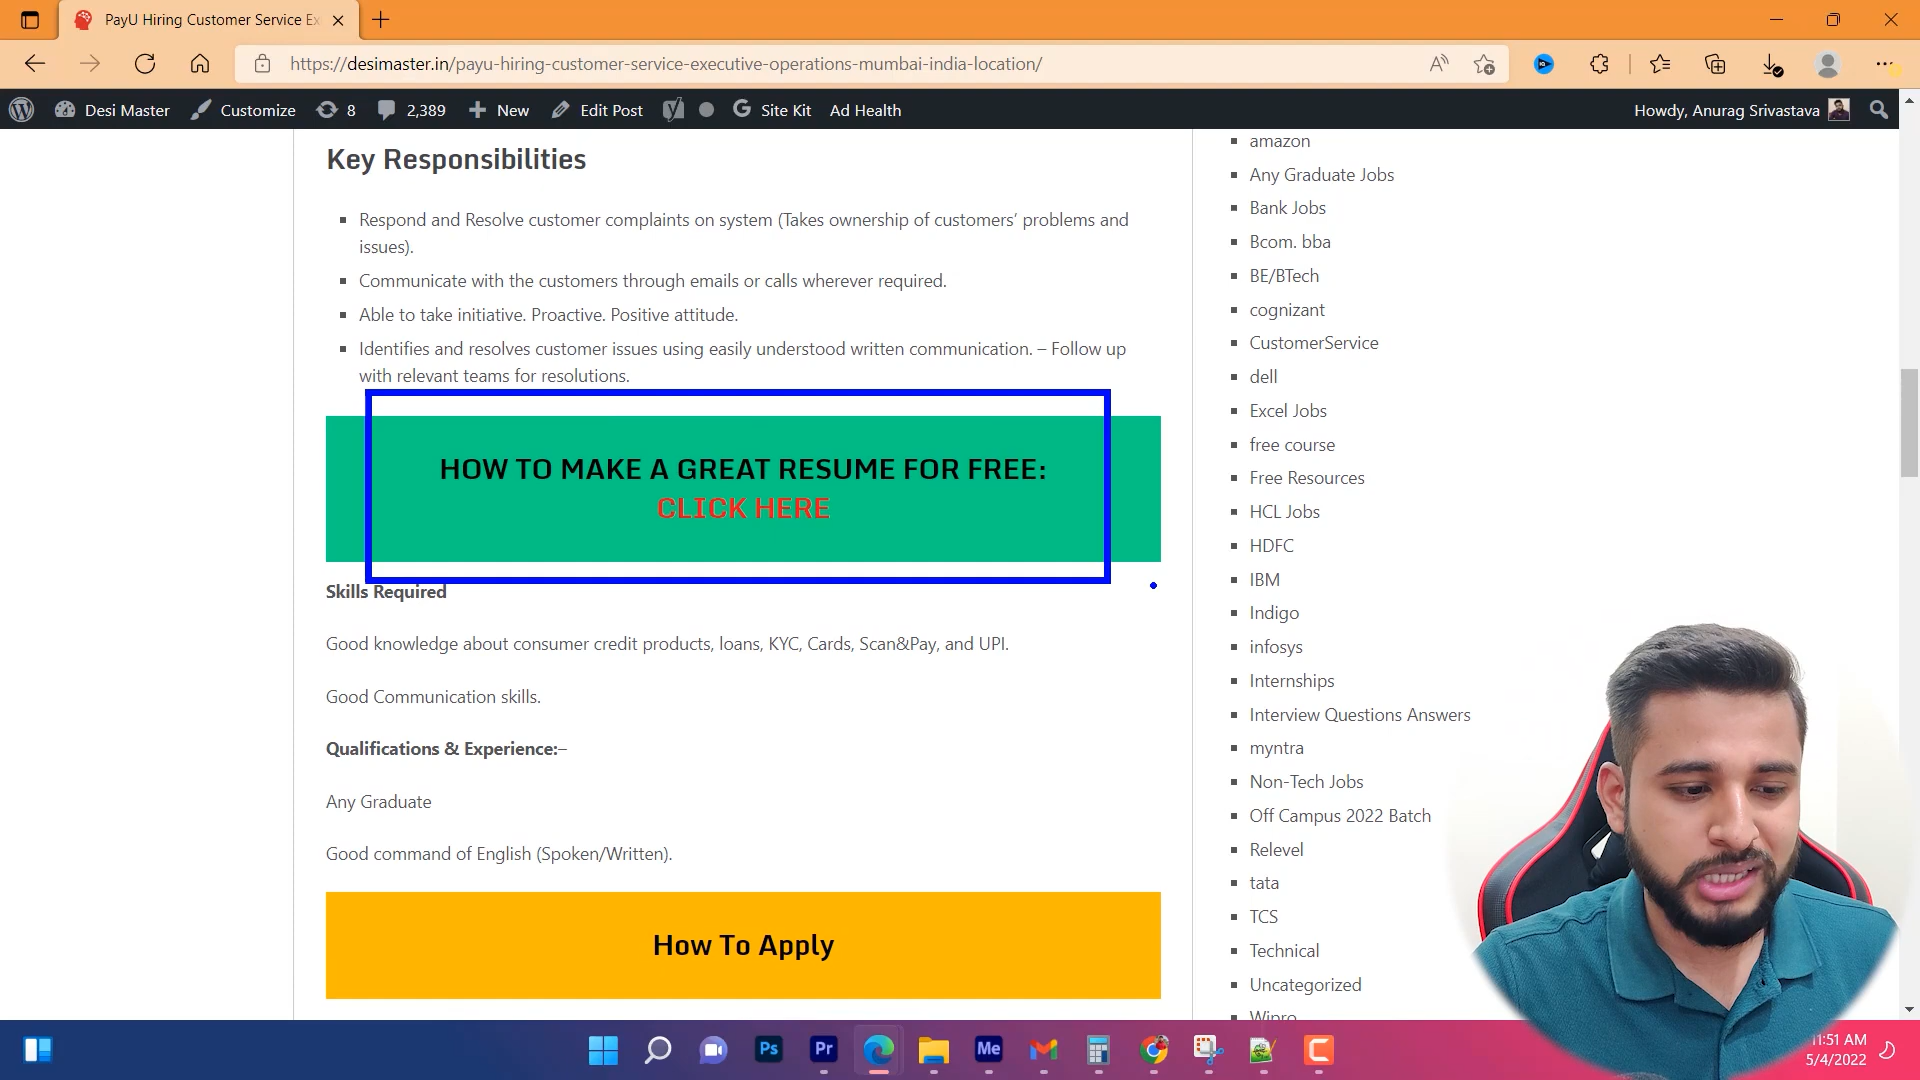 PayU Hiring Customer Service Ex
https://desimaster.in/payu-hiring-customer-service-executive-operations-mumbai-india-location/
Desi Master Customize 8 2,389 New Edit Post Site Kit Ad Health Howdy, Anurag Srivastava
Key Responsibilities
Respond and Resolve customer complaints on system (Takes ownership of customers’ problems and
issues).
Communicate with the customers through emails or calls wherever required.
Able to take initiative. Proactive. Positive attitude.
Identifies and resolves customer issues using easily understood written communication. – Follow up
with relevant teams for resolutions.
HOW TO MAKE A GREAT RESUME FOR FREE:
CLICK HERE
Skills Required
Good knowledge about consumer credit products, loans, KYC, Cards, Scan&Pay, and UPI.
Good Communication skills.
Qualifications & Experience:–
Any Graduate
Good command of English (Spoken/Written).
How To Apply
amazon
Any Graduate Jobs
Bank Jobs
Bcom. bba
BE/BTech
cognizant
CustomerService
dell
Excel Jobs
free course
Free Resources
HCL Jobs
HDFC
IBM
Indigo
infosys
Internships
Interview Questions Answers
myntra
Non-Tech Jobs
Off Campus 2022 Batch
Relevel
tata
TCS
Technical
Uncategorized
Wipro
Ps Pr Me
11:51 AM
5/4/2022